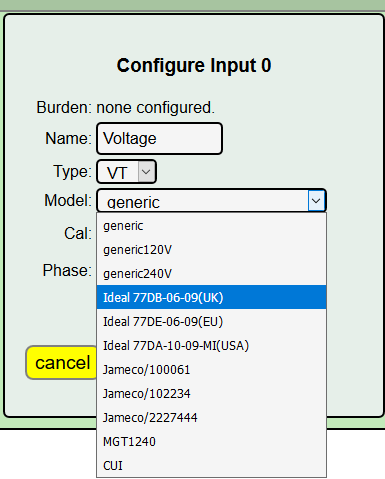 Configure Input 0
Burden: none configured.
Name: Voltage
Type: VT
Model: generic
Cal:
Phase:
generic
generic120V
generic240V
Ideal 77DB-06-09(UK)
Ideal 77DE-06-09(EU)
Ideal 77DA-10-09-MI(USA)
Jameco/100061
Jameco/102234
Jameco/2227444
MGT1240
CUI
cancel